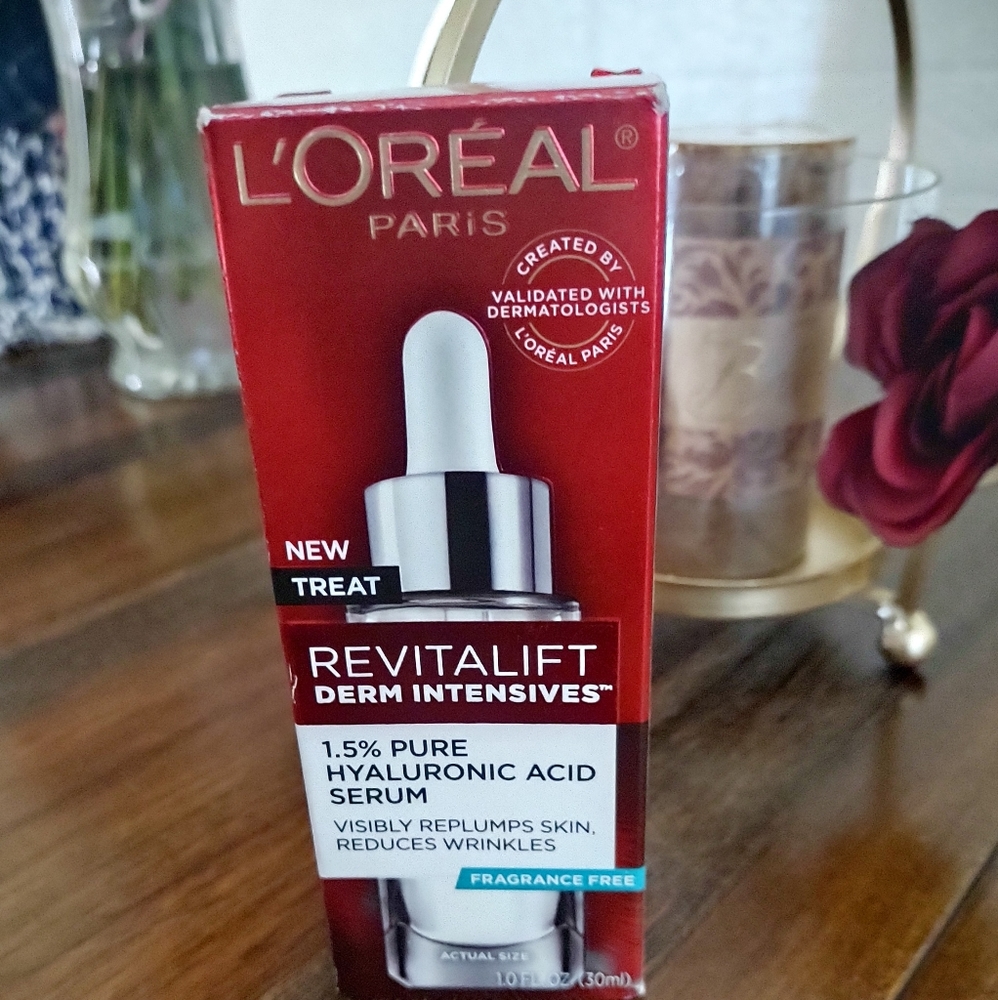 L'ORÉAL®
PARiS
CREATED BY
VALIDATED WITH
DERMATOLOGISTS
L'ORÉAL PARIS
NEW
TREAT
REVITALIFT
DERM INTENSIVES™
1.5% PURE
HYALURONIC ACID
SERUM
VISIBLY REPLUMPS SKIN,
REDUCES WRINKLES
FRAGRANCE FREE
ACTUAL SIZE
1.0 FL. OZ. (30ml)